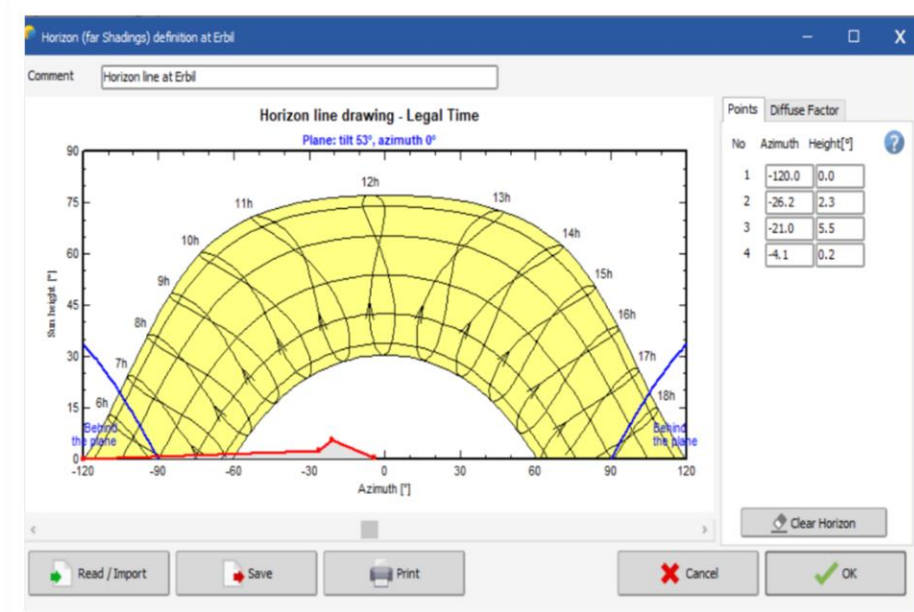 Horizon (far Shadings) definition at Erbil
Comment Horizon line at Erbil
Horizon line drawing - Legal Time
Plane: tilt 53°, azimuth 0°
Points Diffuse Factor
No Azimuth Height[°]
1 -120.0 0.0
2 -26.2 2.3
3 -21.0 5.5
4 -4.1 0.2
90
75
60
45
30
15
0
Sun height [°]
6h
7h
8h
9h
10h
11h
12h
13h
14h
15h
16h
17h
18h
Behind
the plane
Behind
the plane
-120 -90 -60 -30 0 30 60 90 120
Azimuth [°]
Clear Horizon
Read / Import Save Print Cancel OK